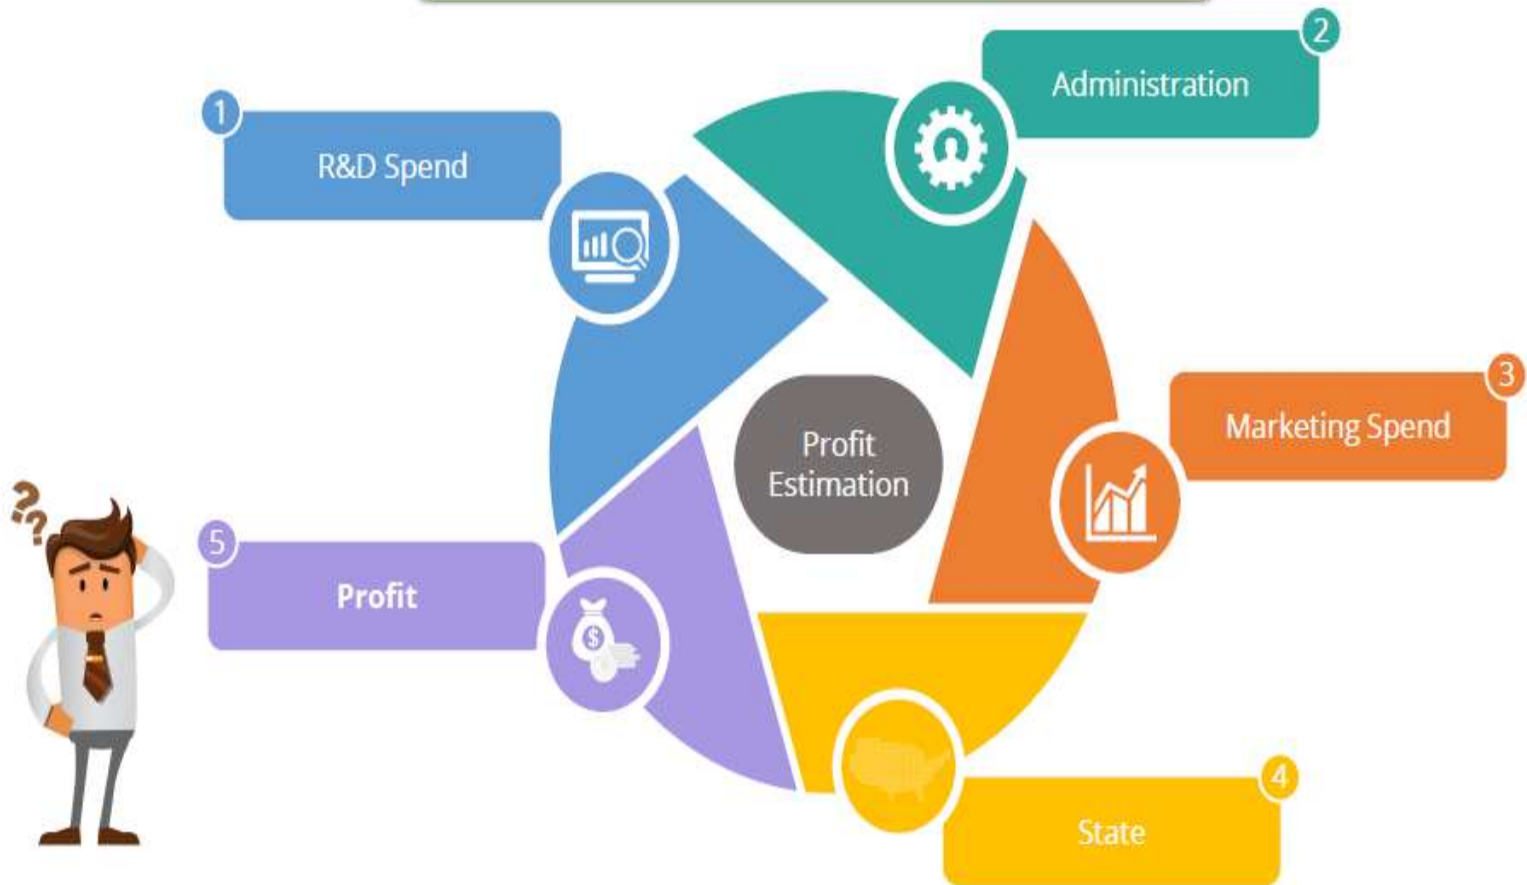 1
R&D Spend
2
Administration
3
Marketing Spend
Profit
Estimation
5
Profit
$
4
State
??